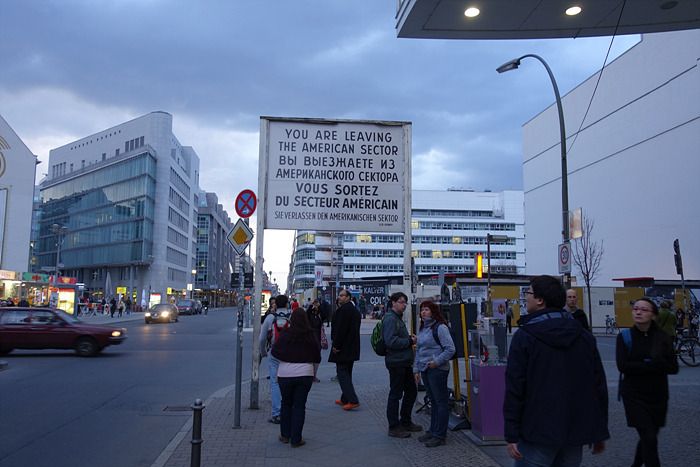 YOU ARE LEAVING
THE AMERICAN SECTOR
ВЫ ВЫЕЗЖАЕТЕ ИЗ
АМЕРИКАНСКОГО СЕКТОРА
VOUS SORTEZ
DU SECTEUR AMÉRICAIN
SIE VERLASSEN DEN AMERIKANISCHEN SEKTOR